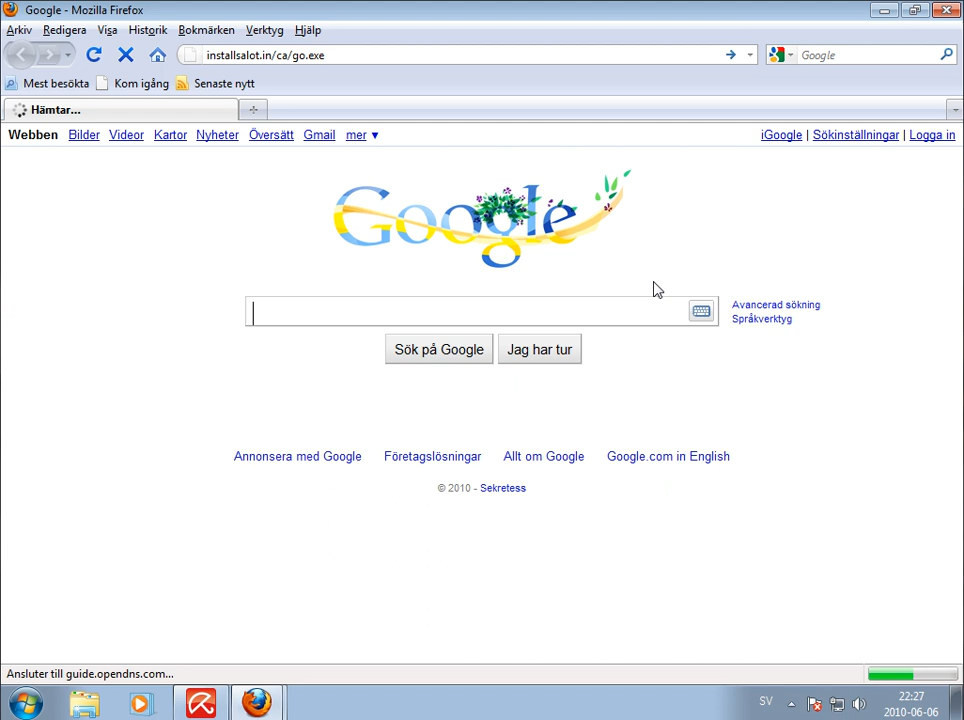 Google - Mozilla Firefox
Arkiv Redigera Visa Historik Bokmärken Verktyg Hjälp
installsalot.in/ca/go.exe Google
Mest besökta Kom igång Senaste nytt
Hämtar...
Webben Bilder Videor Kartor Nyheter Översätt Gmail mer ▼ iGoogle | Sökinställningar | Logga in
Google
Avancerad sökning
Språkverktyg
Sök på Google Jag har tur
Annonsera med Google Företagslösningar Allt om Google Google.com in English
© 2010 - Sekretess
Ansluter till guide.opendns.com...
SV 22:27
2010-06-06